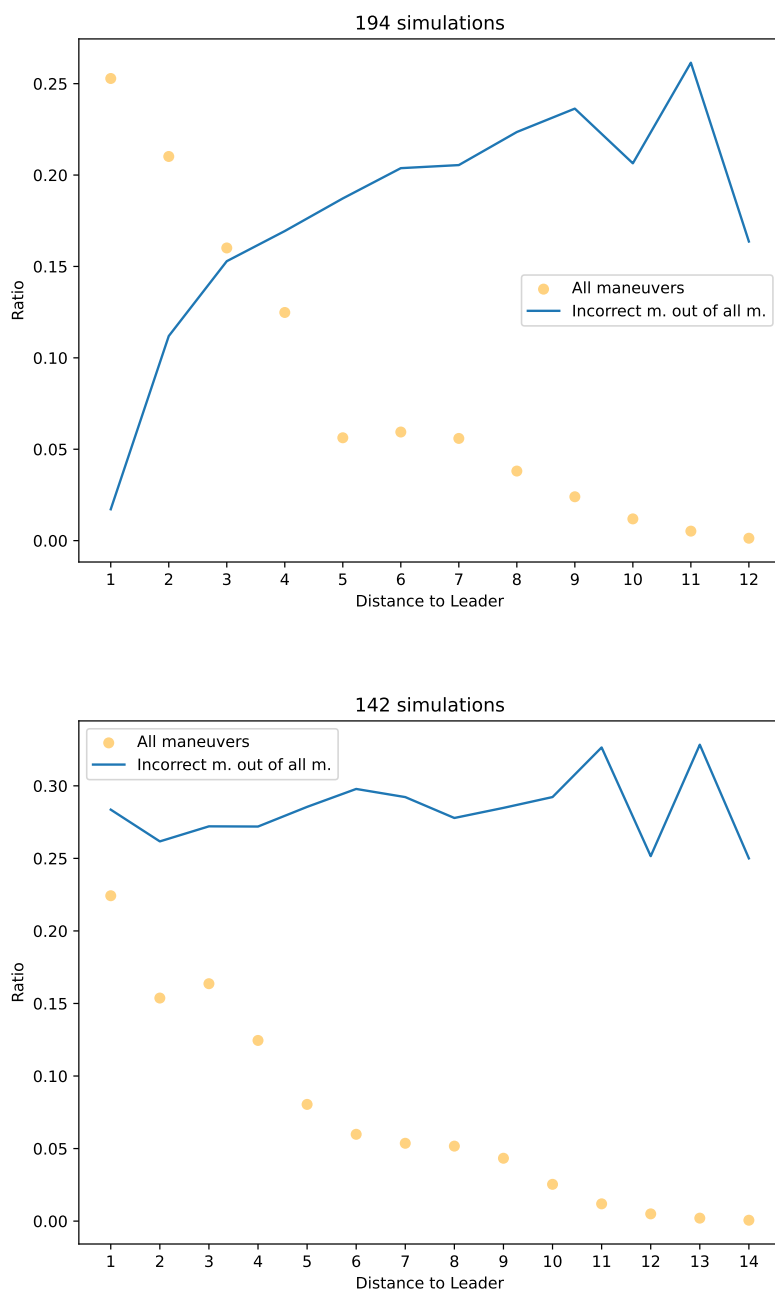 194 simulations
0.25
0.20
0.15
0.10
0.05
0.00
Ratio
All maneuvers
Incorrect m. out of all m.
1 2 3 4 5 6 7 8 9 10 11 12
Distance to Leader
142 simulations
All maneuvers
Incorrect m. out of all m.
0.30
0.25
0.20
0.15
0.10
0.05
0.00
Ratio
1 2 3 4 5 6 7 8 9 10 11 12 13 14
Distance to Leader